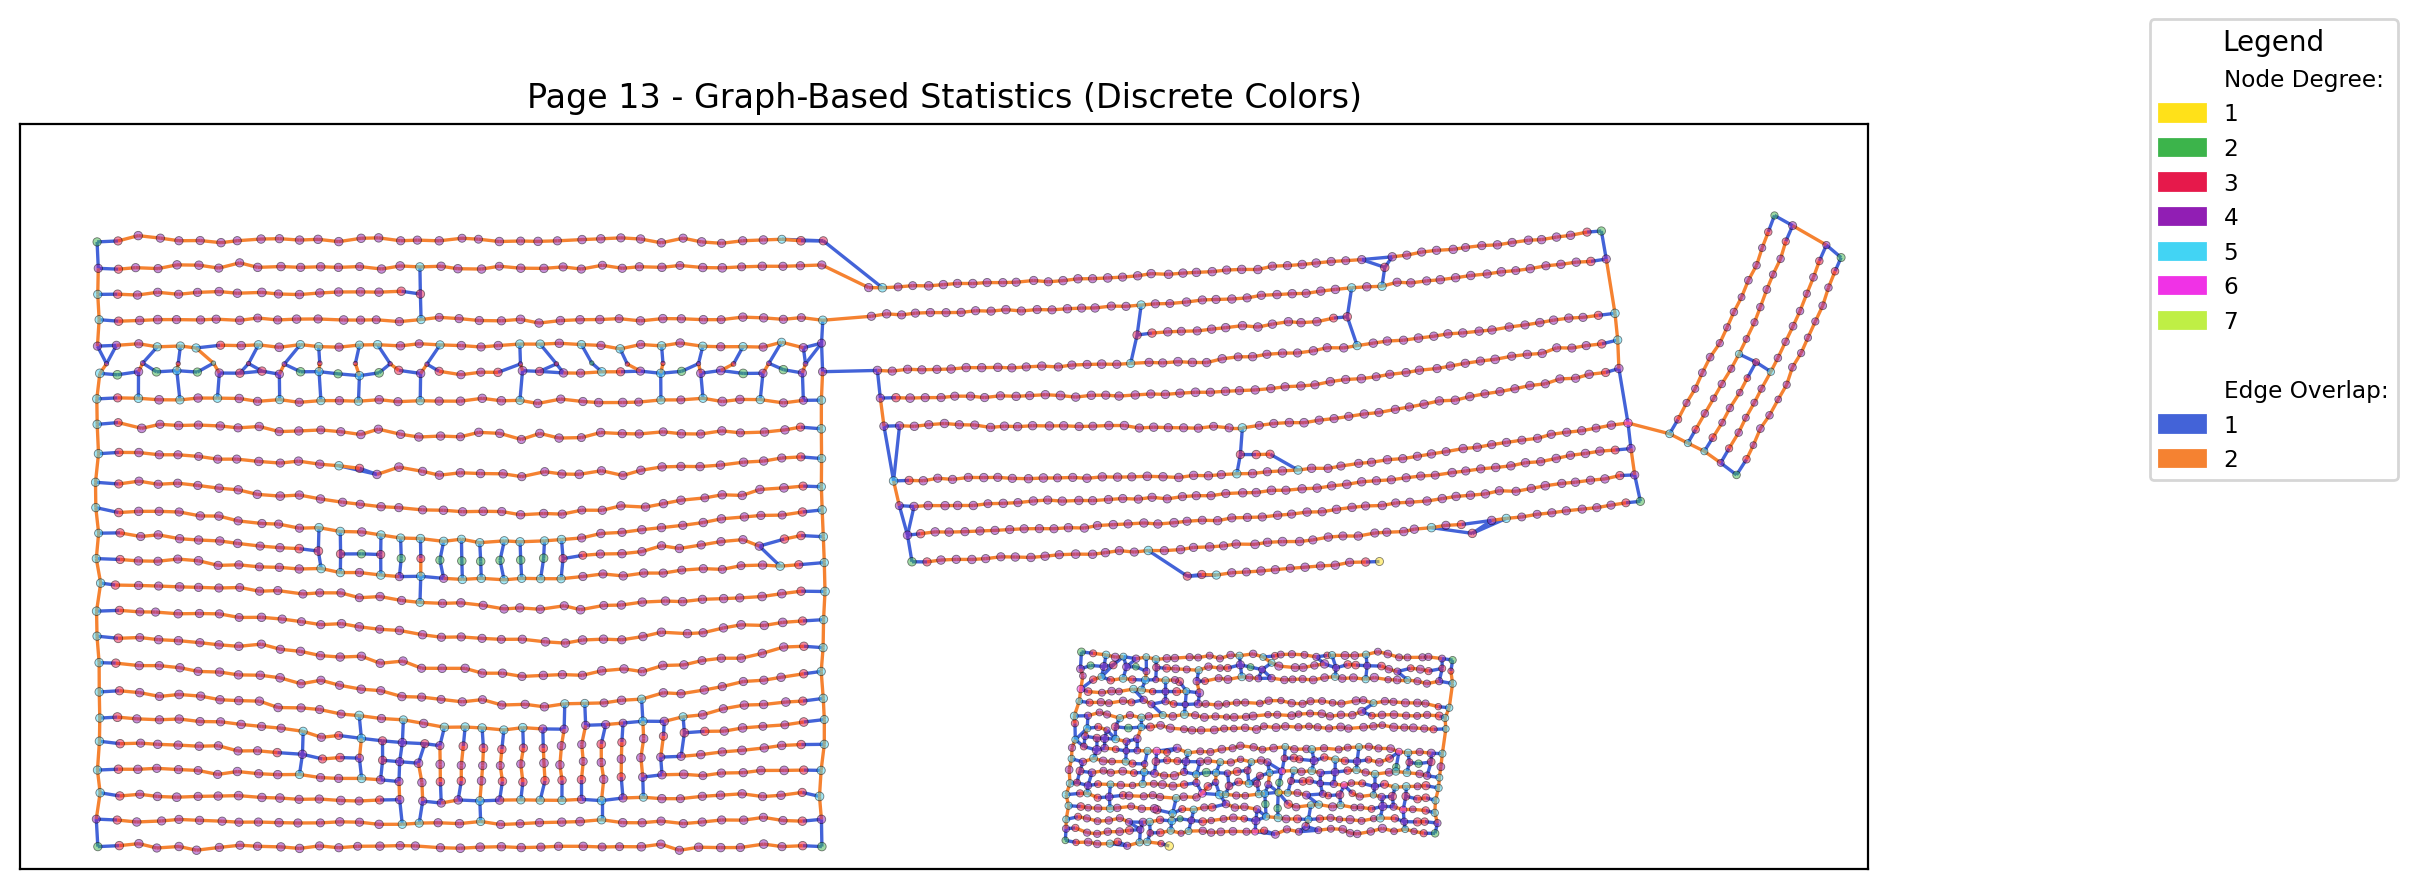 Page 13 - Graph-Based Statistics (Discrete Colors)
Legend
Node Degree:
1
2
3
4
5
6
7
Edge Overlap:
1
2